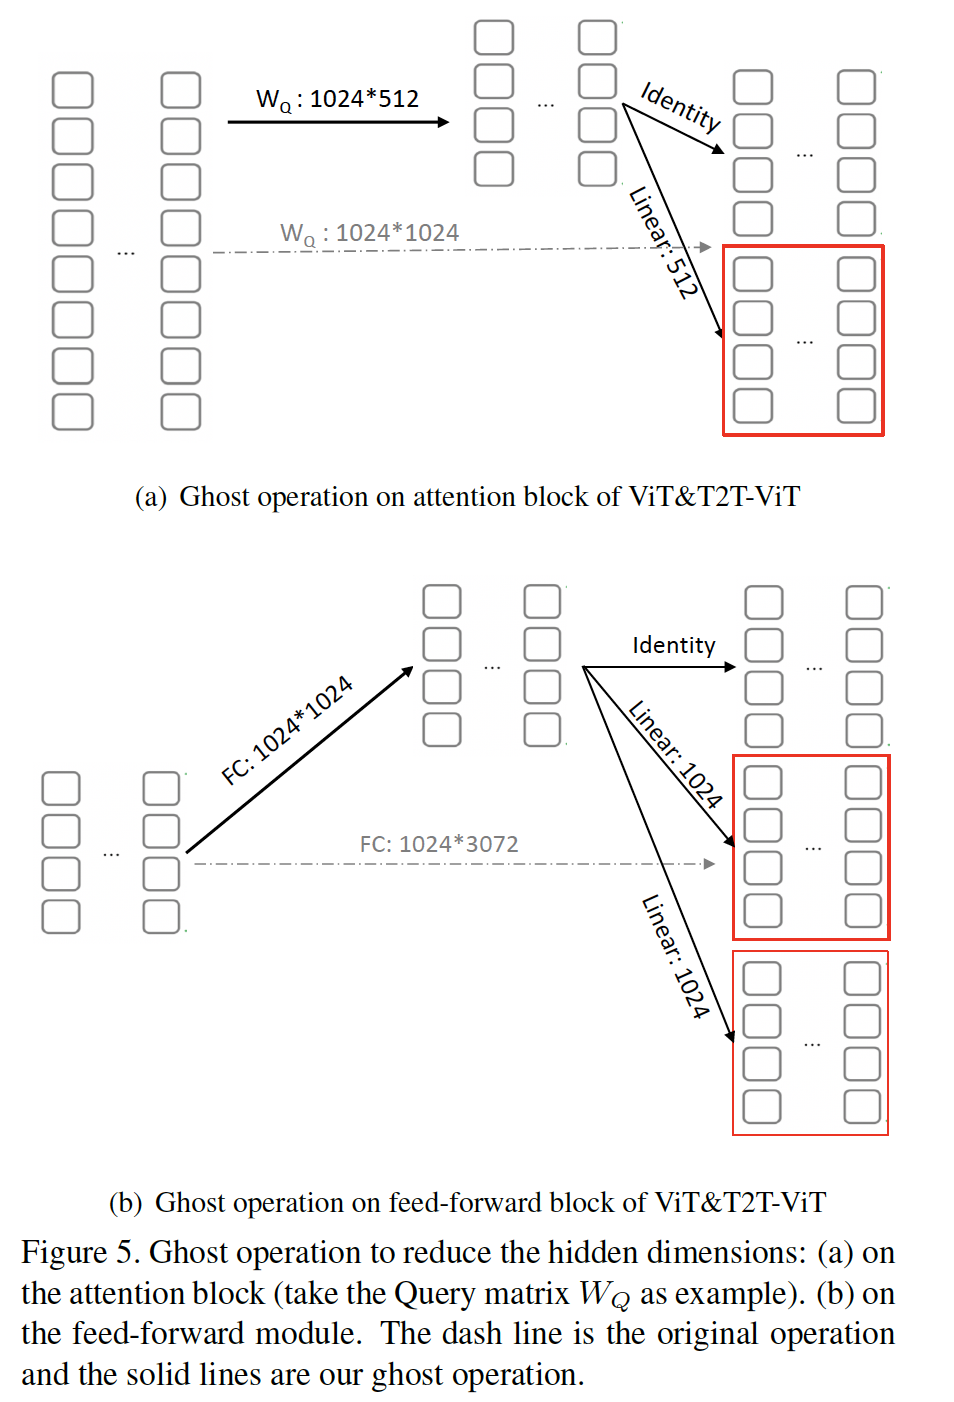 W_Q : 1024*512
Identity
...
...
W_Q : 1024*1024
Linear: 512
...
...
(a) Ghost operation on attention block of ViT&T2T-ViT
Identity
...
...
FC: 1024*1024
Linear: 1024
FC: 1024*3072
...
...
Linear: 1024
...
(b) Ghost operation on feed-forward block of ViT&T2T-ViT
Figure 5. Ghost operation to reduce the hidden dimensions: (a) on
the attention block (take the Query matrix W_Q as example). (b) on
the feed-forward module. The dash line is the original operation
and the solid lines are our ghost operation.